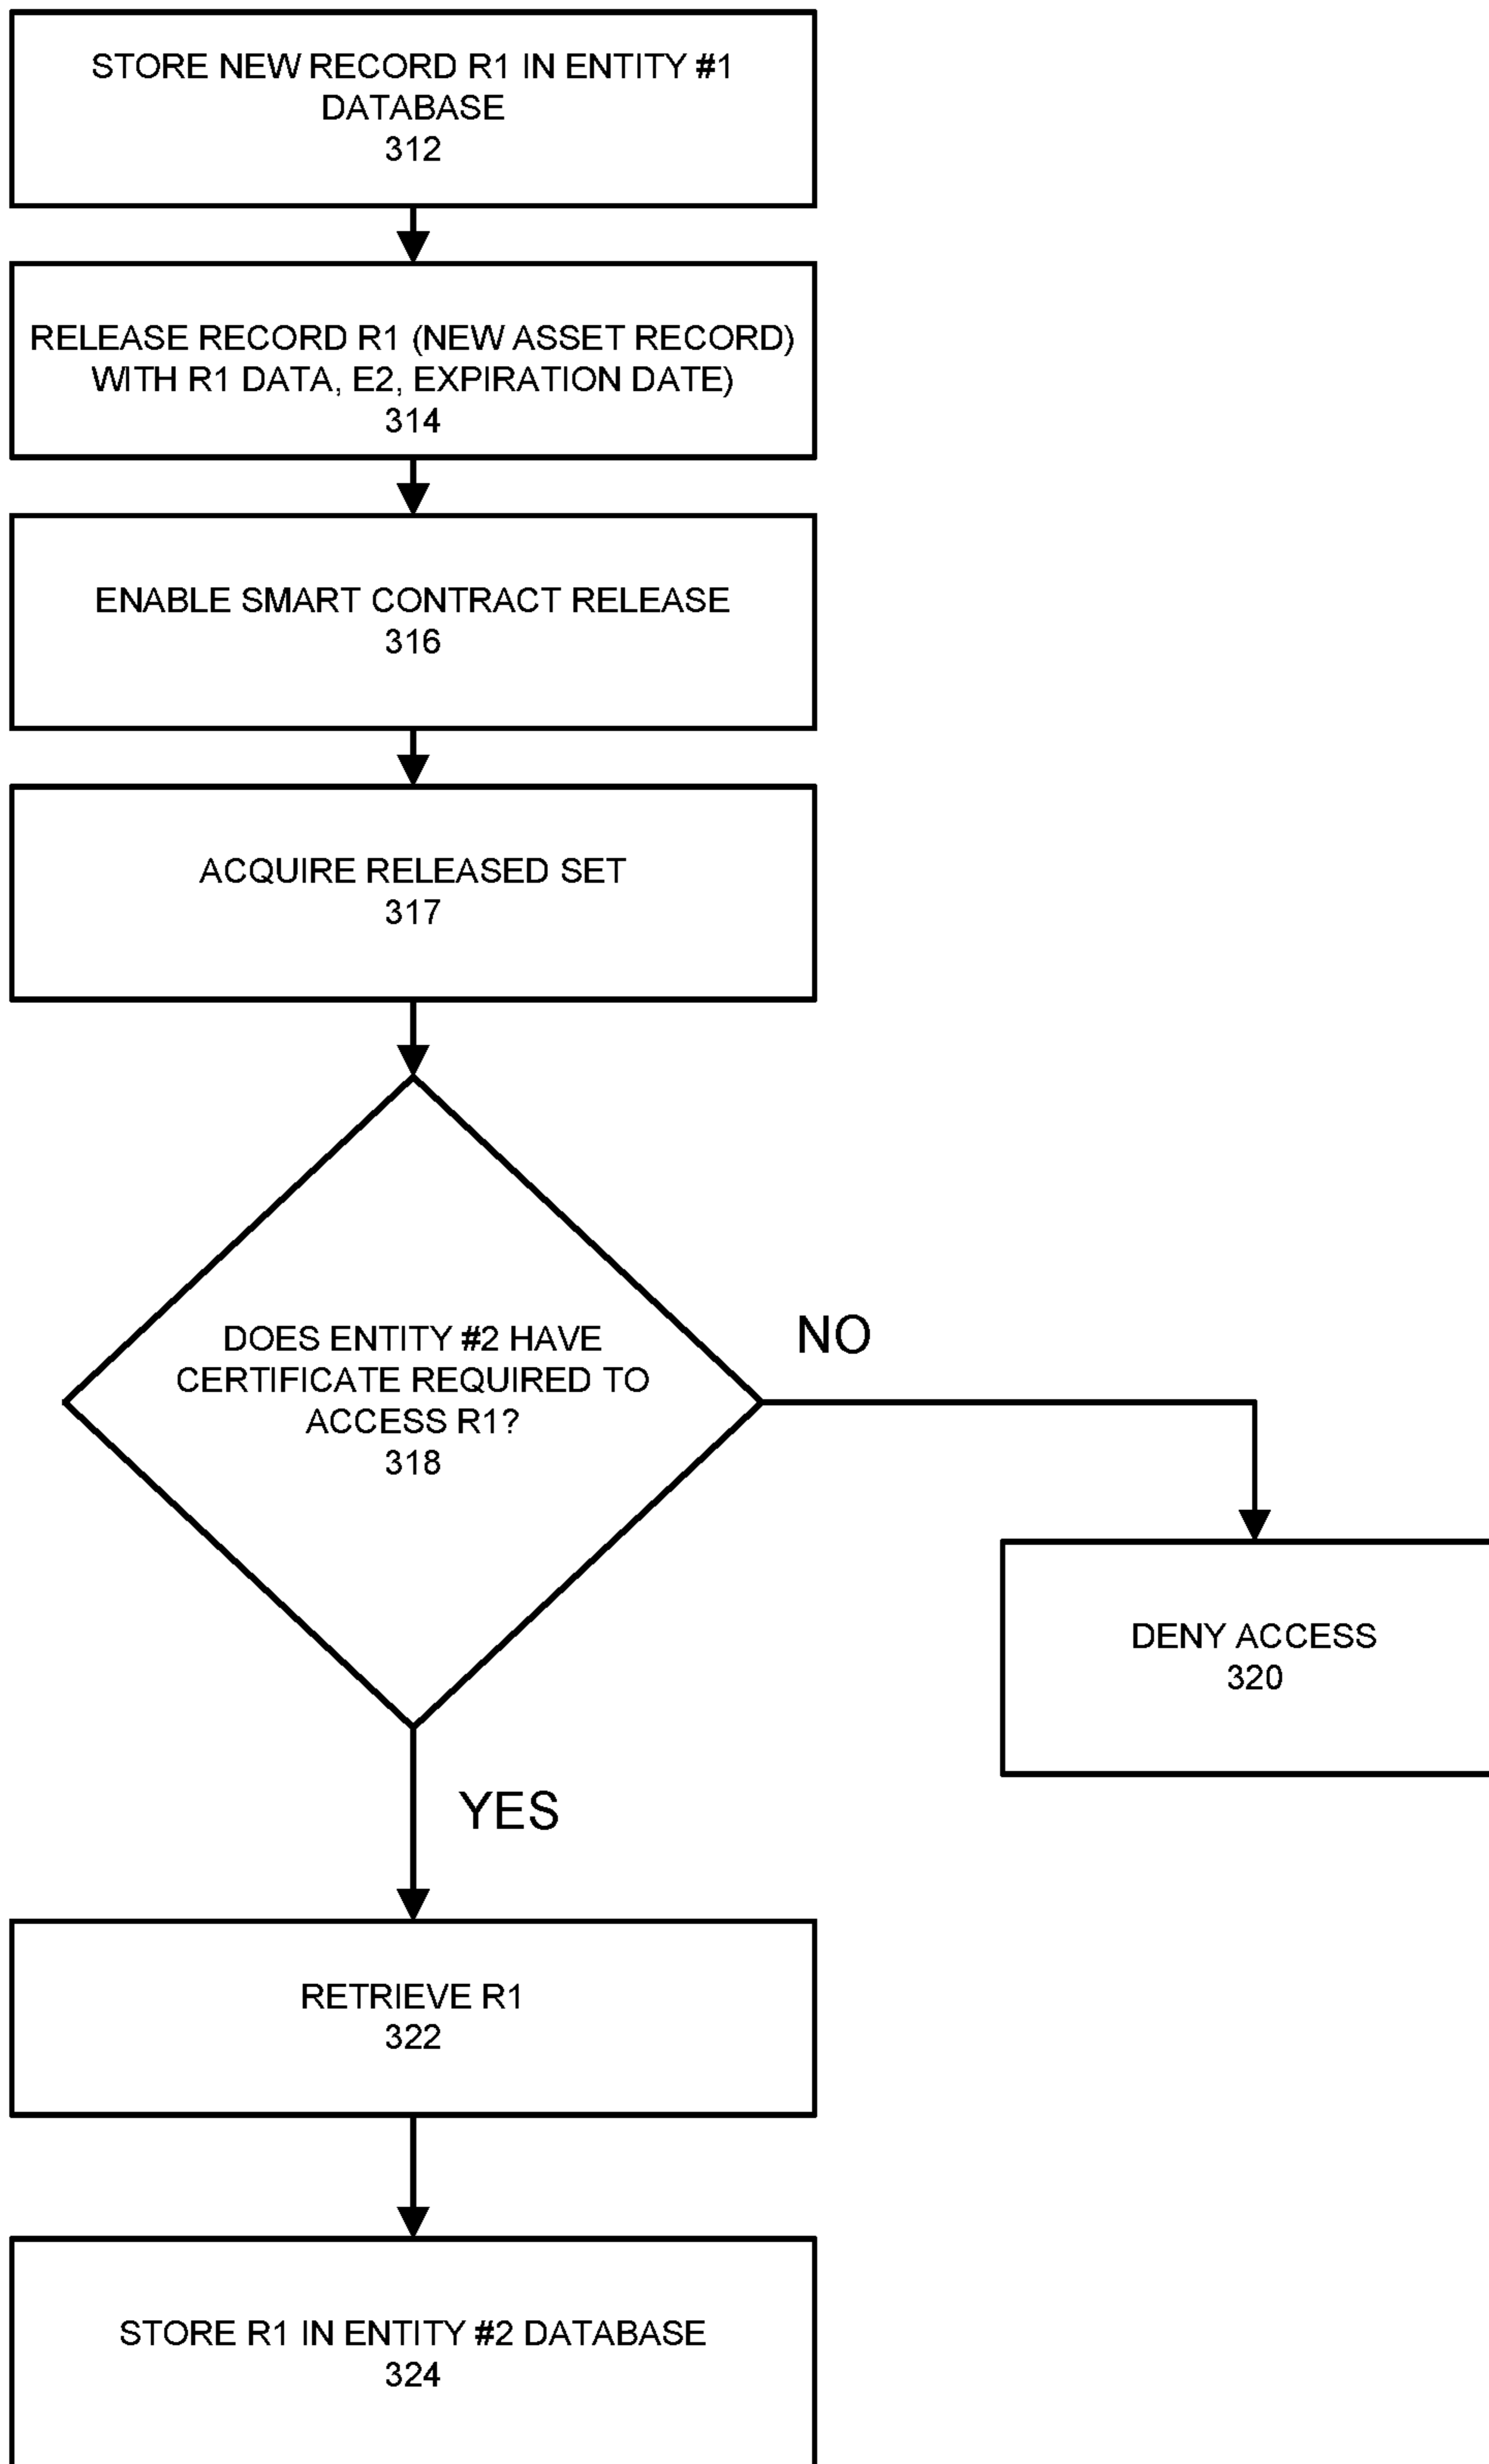 STORE NEW RECORD R1 IN ENTITY #1
DATABASE
312
RELEASE RECORD R1 (NEW ASSET RECORD)
WITH R1 DATA, E2, EXPIRATION DATE)
314
ENABLE SMART CONTRACT RELEASE
316
ACQUIRE RELEASED SET
317
DOES ENTITY #2 HAVE
CERTIFICATE REQUIRED TO
ACCESS R1?
318
NO
DENY ACCESS
320
YES
RETRIEVE R1
322
STORE R1 IN ENTITY #2 DATABASE
324